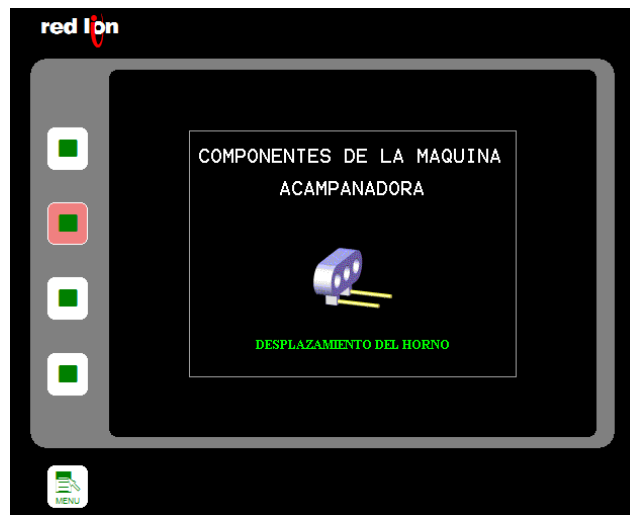 red lion
COMPONENTES DE LA MAQUINA
ACAMPANADORA
DESPLAZAMIENTO DEL HORNO
MENU